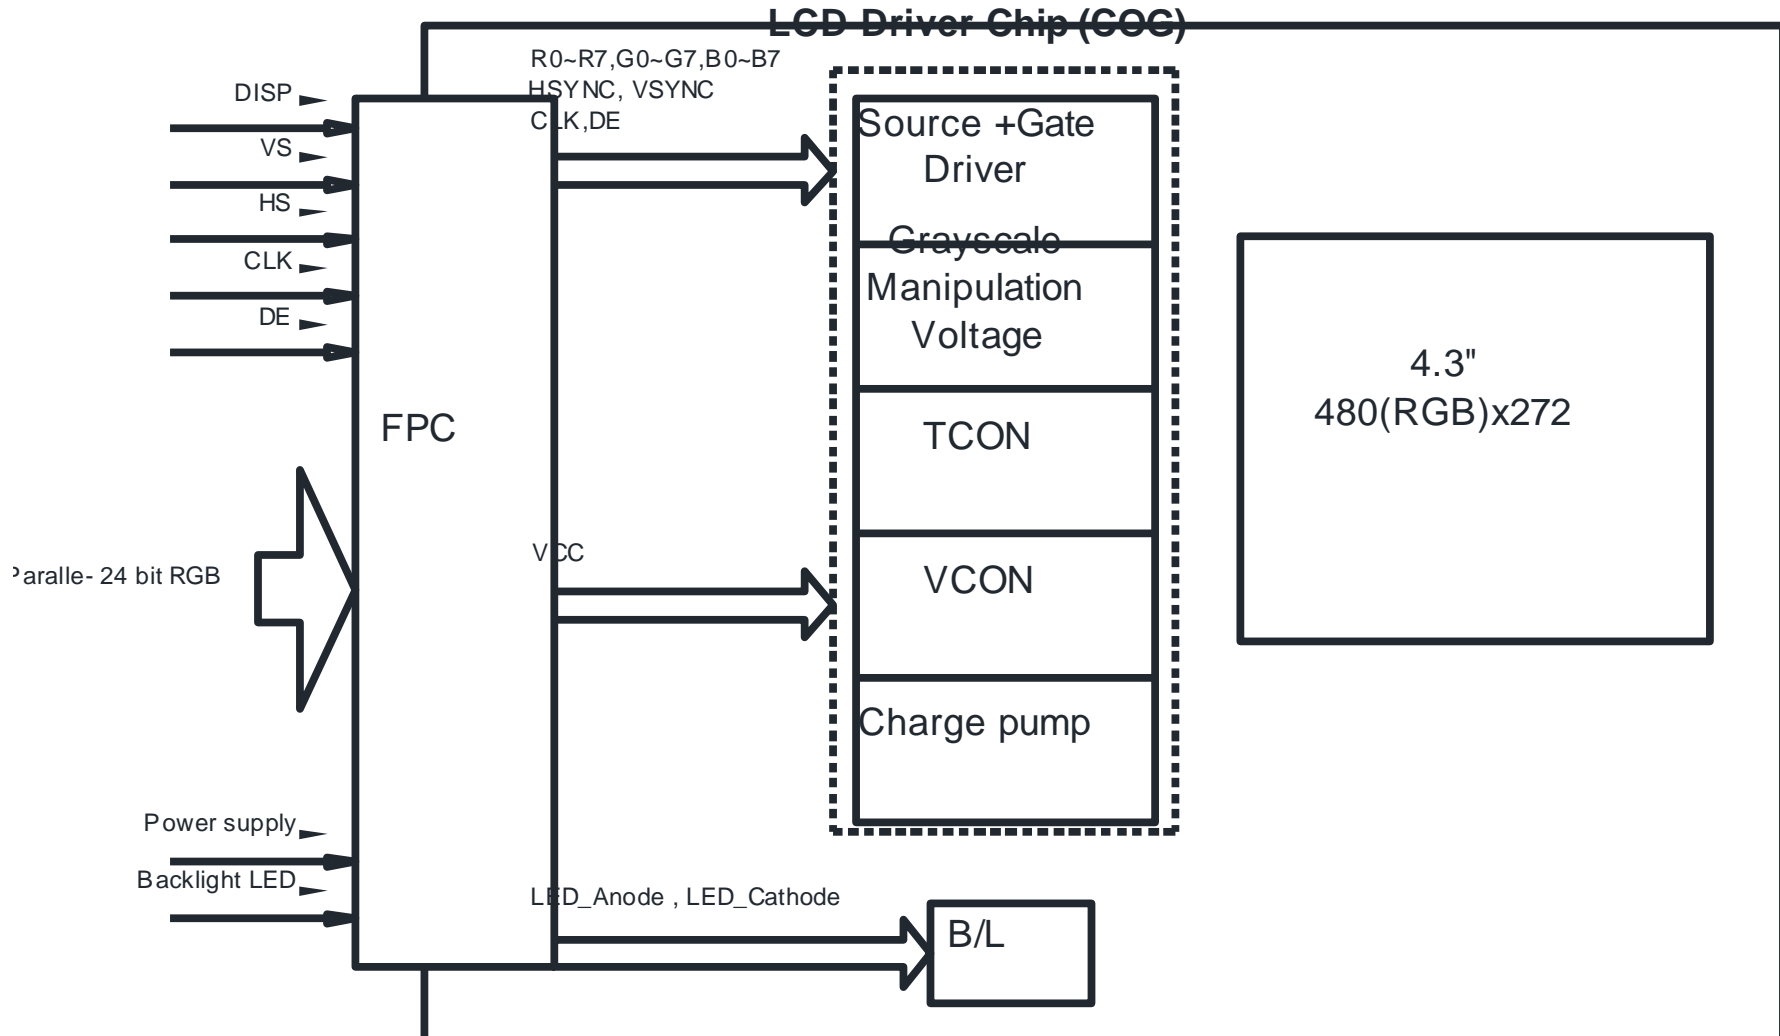 LCD Driver Chip (COG)
R0~R7,G0~G7,B0~B7
HSYNC, VSYNC
CLK,DE
DISP
VS
HS
CLK
DE
Source +Gate
Driver
Grayscale
Manipulation
Voltage
4.3"
480(RGB)x272
FPC
TCON
VCC
Paralle- 24 bit RGB
VCON
Charge pump
Power supply
Backlight LED
LED_Anode , LED_Cathode
B/L